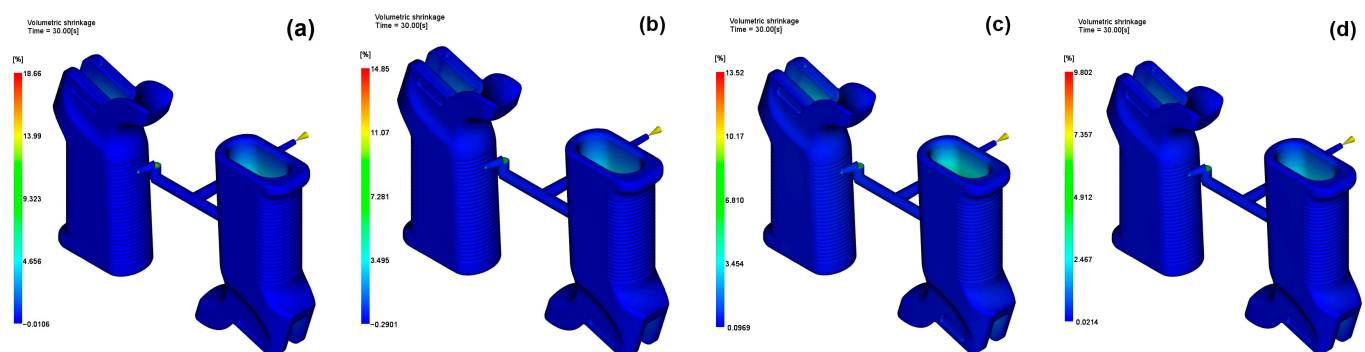 Volumetric shrinkage
Time = 30.00[s]
(a)
[%]
18.66
13.99
9.323
4.656
-0.0106
Volumetric shrinkage
Time = 30.00[s]
(b)
[%]
14.85
11.07
7.281
3.495
-0.2901
Volumetric shrinkage
Time = 30.00[s]
(c)
[%]
13.52
10.17
6.810
3.454
0.0969
Volumetric shrinkage
Time = 30.00[s]
(d)
[%]
9.802
7.357
4.912
2.467
0.0214